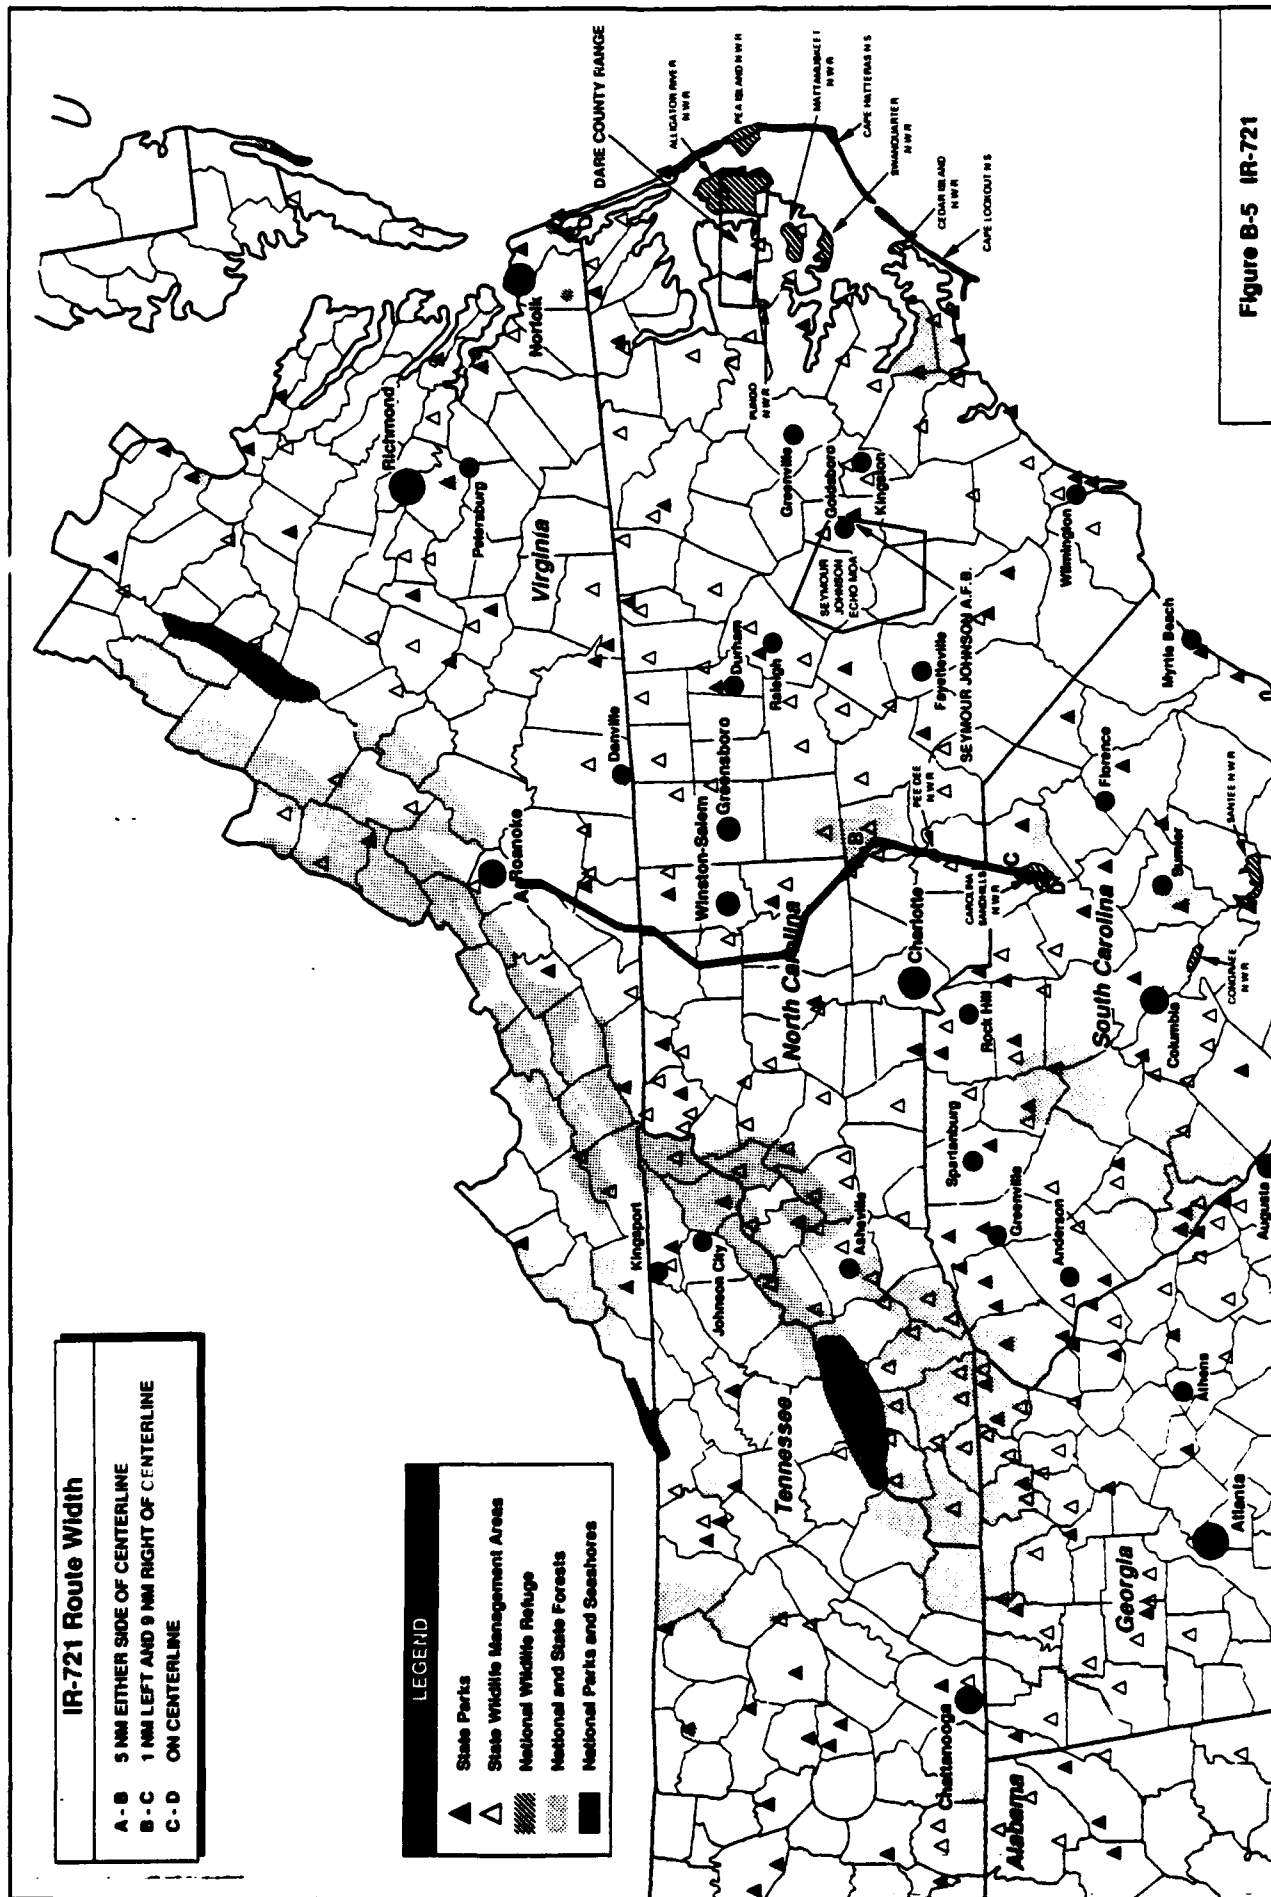 IR-721 Route Width
A - B 5 NM EITHER SIDE OF CENTERLINE
B - C 1 NM LEFT AND 9 NM RIGHT OF CENTERLINE
C - D ON CENTERLINE
LEGEND
State Parks
State Wildlife Management Areas
National Wildlife Refuge
National and State Forests
National Parks and Seashores
Richmond
Petersburg
Norfolk
Virginia
Roanoke
A
Danville
Kingsport
Johnson City
DARE COUNTY RANGE
ALLIGATOR RIVER
N W R
PEA ISLAND N W R
MATTAMUSKEET
N W R
CAPE HATTERAS N S
SWANQUARTER
N W R
CEDAR ISLAND
N W R
CAPE LOOKOUT N S
PUNGO
N W R
Greenville
Goldsboro
Kingston
SEYMOUR
JOHNSON
ECHO MOA
SEYMOUR JOHNSON A.F.B.
Durham
Raleigh
Fayetteville
Wilmington
Greensboro
Winston-Salem
North Carolina
B
PEE DEE
N W R
Charlotte
CAROLINA
SANDHILLS
N W R
C
D
Asheville
Tennessee
Chattanooga
Myrtle Beach
Florence
Sumter
SANTEE N W R
CONGAREE
N W R
South Carolina
Columbia
Rock Hill
Spartanburg
Greenville
Anderson
Augusta
Athens
Atlanta
Georgia
Alabama
Figure B-5 IR-721